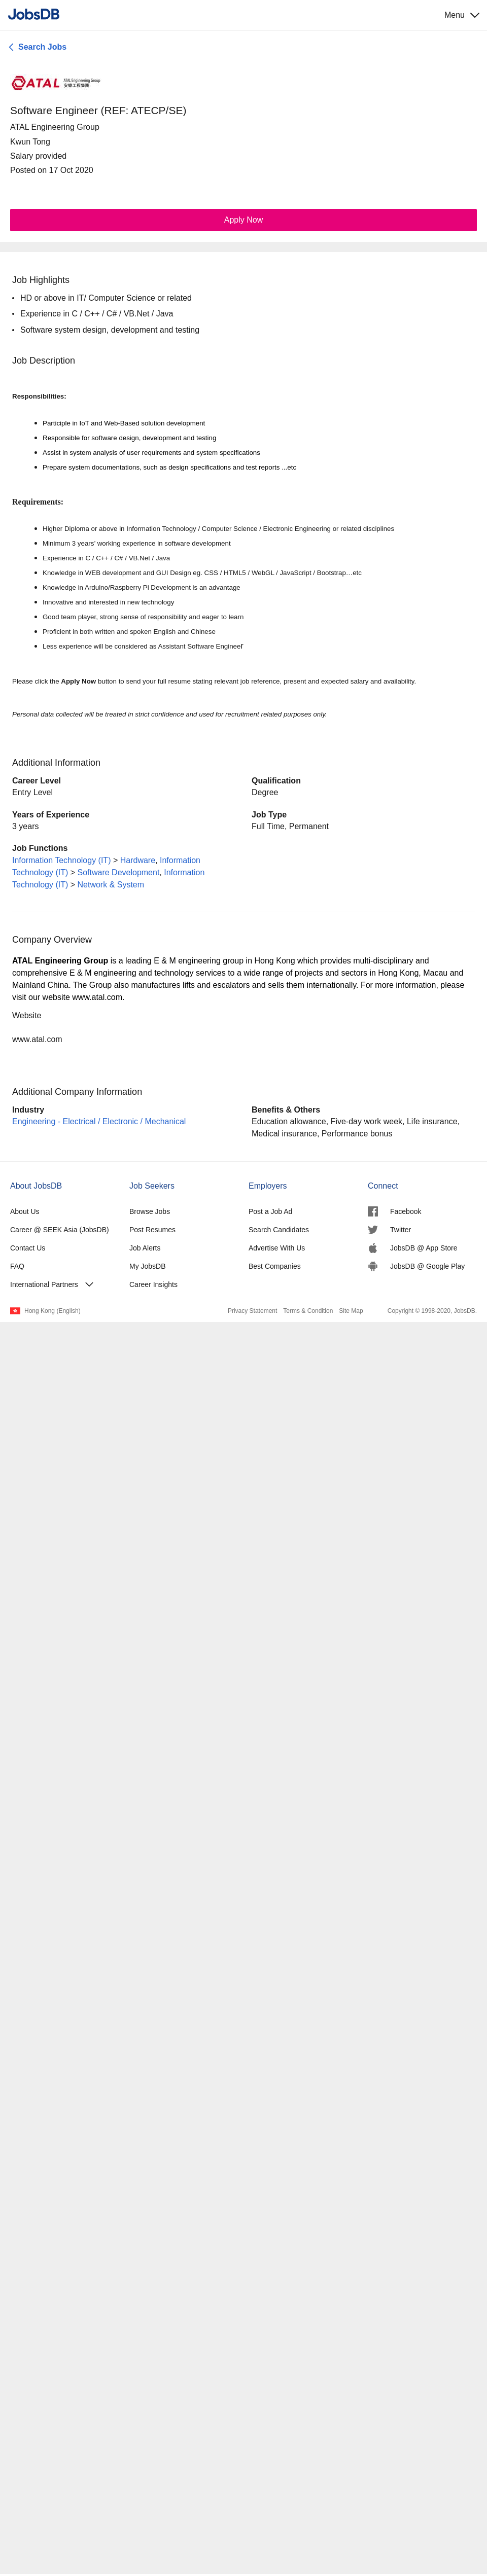 JobsDB
Menu
Search Jobs
ATAL
ATAL Engineering Group
安樂工程集團
Software Engineer (REF: ATECP/SE)
ATAL Engineering Group
Kwun Tong
Salary provided
Posted on 17 Oct 2020
Apply Now
Job Highlights
• HD or above in IT/ Computer Science or related
• Experience in C / C++ / C# / VB.Net / Java
• Software system design, development and testing
Job Description
Responsibilities:
• Participle in IoT and Web-Based solution development
• Responsible for software design, development and testing
• Assist in system analysis of user requirements and system specifications
• Prepare system documentations, such as design specifications and test reports ...etc
Requirements:
• Higher Diploma or above in Information Technology / Computer Science / Electronic Engineering or related disciplines
• Minimum 3 years' working experience in software development
• Experience in C / C++ / C# / VB.Net / Java
• Knowledge in WEB development and GUI Design eg. CSS / HTML5 / WebGL / JavaScript / Bootstrap…etc
• Knowledge in Arduino/Raspberry Pi Development is an advantage
• Innovative and interested in new technology
• Good team player, strong sense of responsibility and eager to learn
• Proficient in both written and spoken English and Chinese
• Less experience will be considered as Assistant Software Engineer'
Please click the Apply Now button to send your full resume stating relevant job reference, present and expected salary and availability.
Personal data collected will be treated in strict confidence and used for recruitment related purposes only.
Additional Information
Career Level
Entry Level
Qualification
Degree
Years of Experience
3 years
Job Type
Full Time, Permanent
Job Functions
Information Technology (IT) > Hardware, Information
Technology (IT) > Software Development, Information
Technology (IT) > Network & System
Company Overview
ATAL Engineering Group is a leading E & M engineering group in Hong Kong which provides multi-disciplinary and
comprehensive E & M engineering and technology services to a wide range of projects and sectors in Hong Kong, Macau and
Mainland China. The Group also manufactures lifts and escalators and sells them internationally. For more information, please
visit our website www.atal.com.
Website
www.atal.com
Additional Company Information
Industry
Engineering - Electrical / Electronic / Mechanical
Benefits & Others
Education allowance, Five-day work week, Life insurance,
Medical insurance, Performance bonus
About JobsDB
About Us
Career @ SEEK Asia (JobsDB)
Contact Us
FAQ
International Partners
Job Seekers
Browse Jobs
Post Resumes
Job Alerts
My JobsDB
Career Insights
Employers
Post a Job Ad
Search Candidates
Advertise With Us
Best Companies
Connect
Facebook
Twitter
JobsDB @ App Store
JobsDB @ Google Play
Hong Kong (English)
Privacy Statement Terms & Condition Site Map Copyright © 1998-2020, JobsDB.